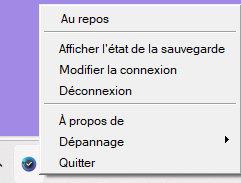 Au repos
Afficher l'état de la sauvegarde
Modifier la connexion
Déconnexion
À propos de
Dépannage
Quitter